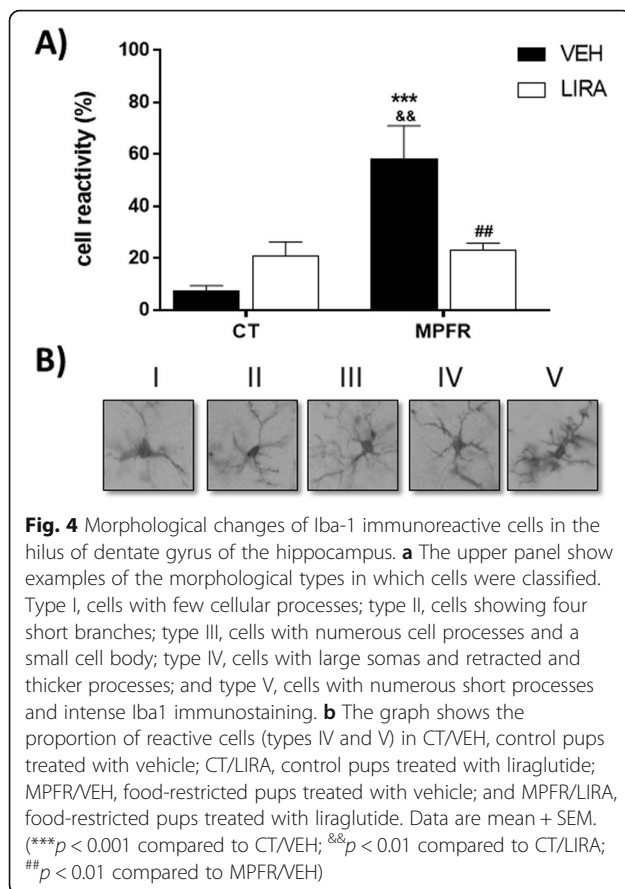 A)
cell reactivity (%)
100
80
60
40
20
0
***
&&
##
VEH
LIRA
CT
MPFR
B)
I II III IV V
Fig. 4 Morphological changes of Iba-1 immunoreactive cells in the
hilus of dentate gyrus of the hippocampus. a The upper panel show
examples of the morphological types in which cells were classified.
Type I, cells with few cellular processes; type II, cells showing four
short branches; type III, cells with numerous cell processes and a
small cell body; type IV, cells with large somas and retracted and
thicker processes; and type V, cells with numerous short processes
and intense Iba1 immunostaining. b The graph shows the
proportion of reactive cells (types IV and V) in CT/VEH, control pups
treated with vehicle; CT/LIRA, control pups treated with liraglutide;
MPFR/VEH, food-restricted pups treated with vehicle; and MPFR/LIRA,
food-restricted pups treated with liraglutide. Data are mean + SEM.
(***p < 0.001 compared to CT/VEH; &&p < 0.01 compared to CT/LIRA;
##p < 0.01 compared to MPFR/VEH)